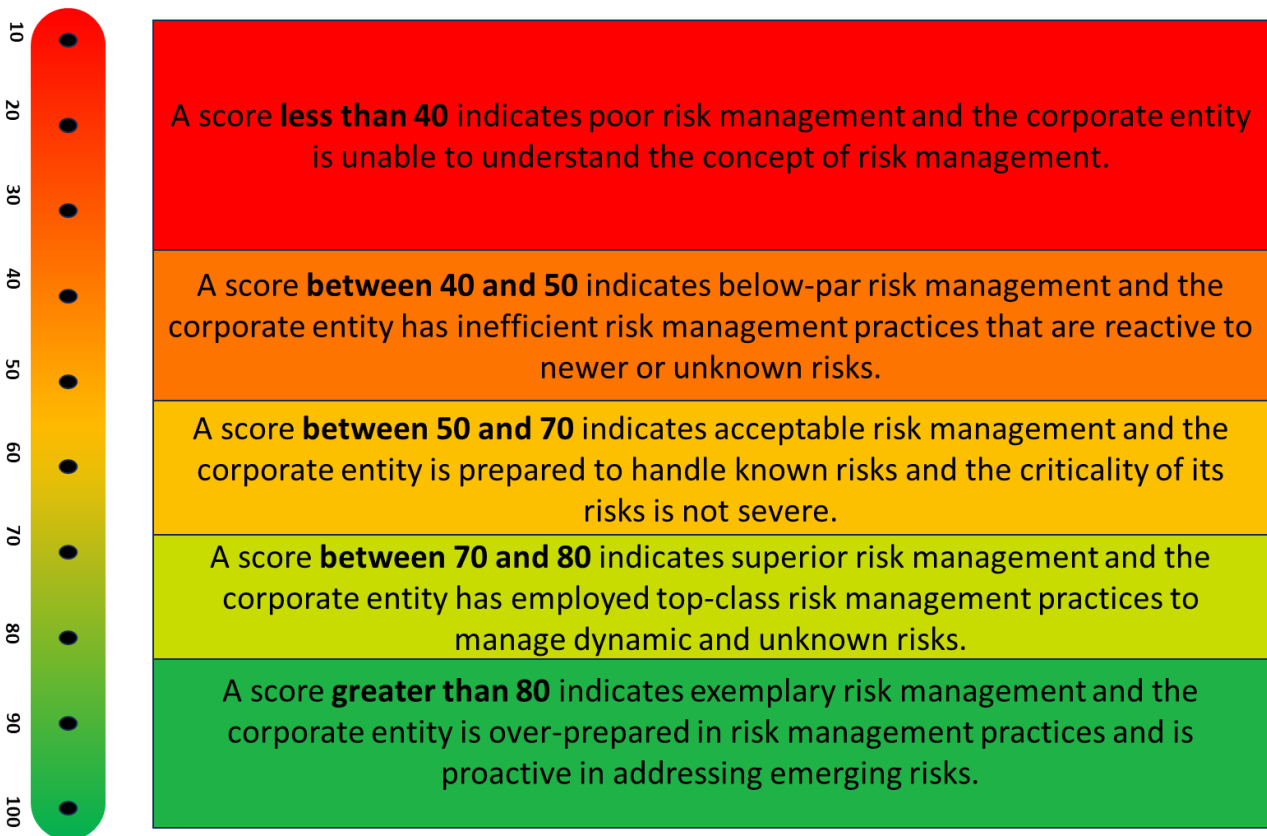 10
20
30
40
50
60
70
80
90
100
A score less than 40 indicates poor risk management and the corporate entity
is unable to understand the concept of risk management.
A score between 40 and 50 indicates below-par risk management and the
corporate entity has inefficient risk management practices that are reactive to
newer or unknown risks.
A score between 50 and 70 indicates acceptable risk management and the
corporate entity is prepared to handle known risks and the criticality of its
risks is not severe.
A score between 70 and 80 indicates superior risk management and the
corporate entity has employed top-class risk management practices to
manage dynamic and unknown risks.
A score greater than 80 indicates exemplary risk management and the
corporate entity is over-prepared in risk management practices and is
proactive in addressing emerging risks.